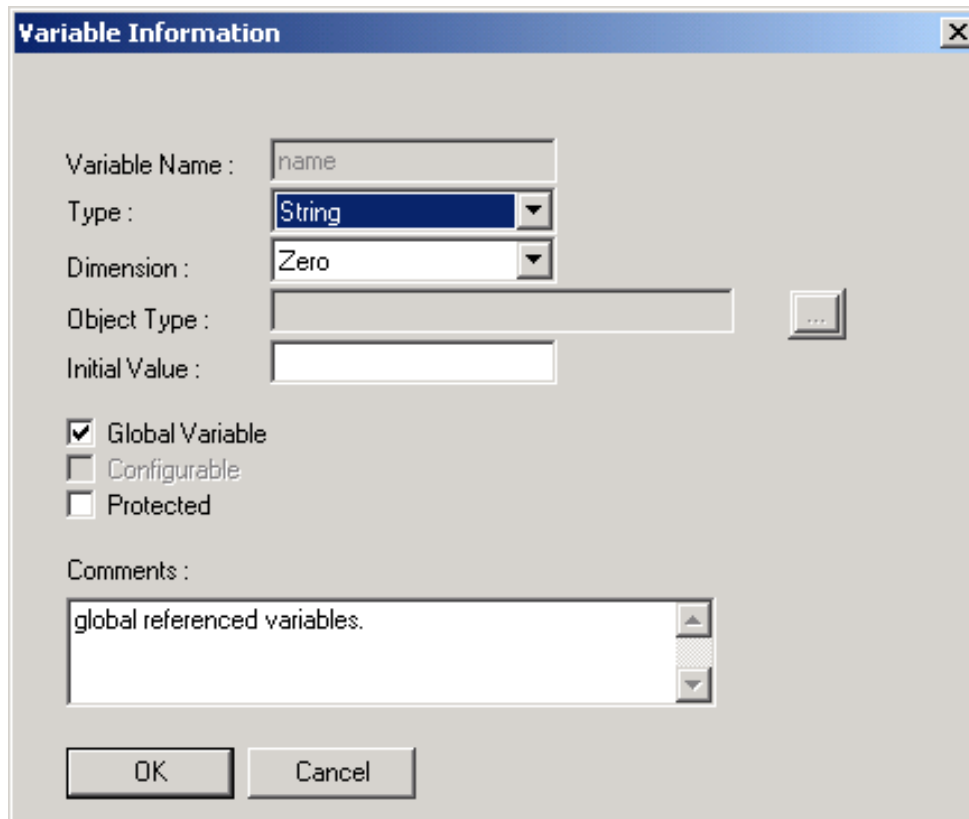 Variable Information
Variable Name : name
Type : String
Dimension : Zero
Object Type : ...
Initial Value :
Global Variable
Configurable
Protected
Comments :
global referenced variables.
OK Cancel